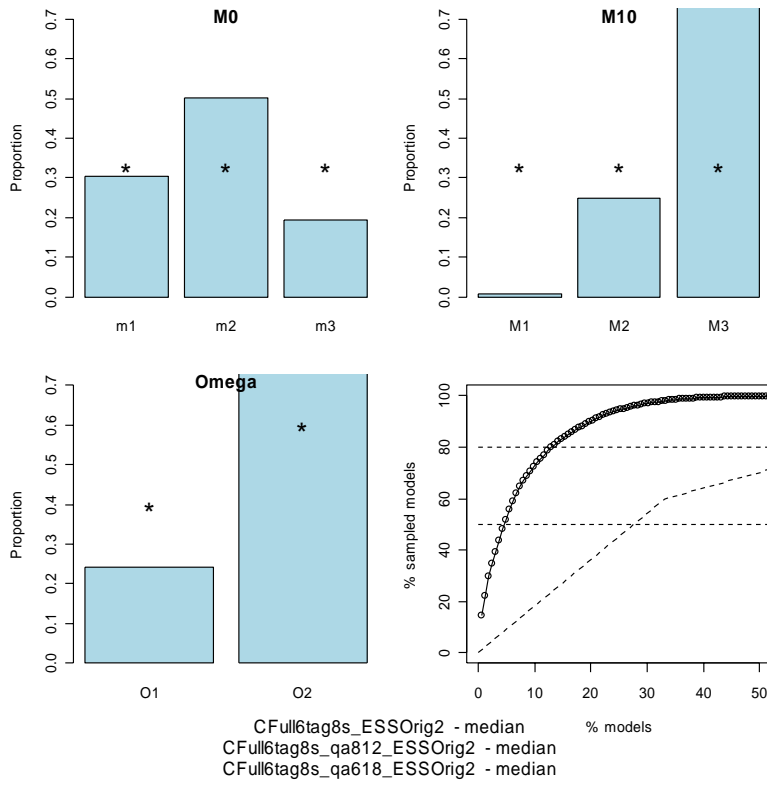 M0
Proportion
0.0 0.1 0.2 0.3 0.4 0.5 0.6 0.7
* * *
m1 m2 m3
M10
Proportion
0.0 0.1 0.2 0.3 0.4 0.5 0.6 0.7
* * *
M1 M2 M3
Omega
Proportion
0.0 0.1 0.2 0.3 0.4 0.5 0.6 0.7
* *
O1 O2
% sampled models
0 20 40 60 80 100
0 10 20 30 40 50
% models
CFull6tag8s_ESSOrig2 - median
CFull6tag8s_qa812_ESSOrig2 - median
CFull6tag8s_qa618_ESSOrig2 - median